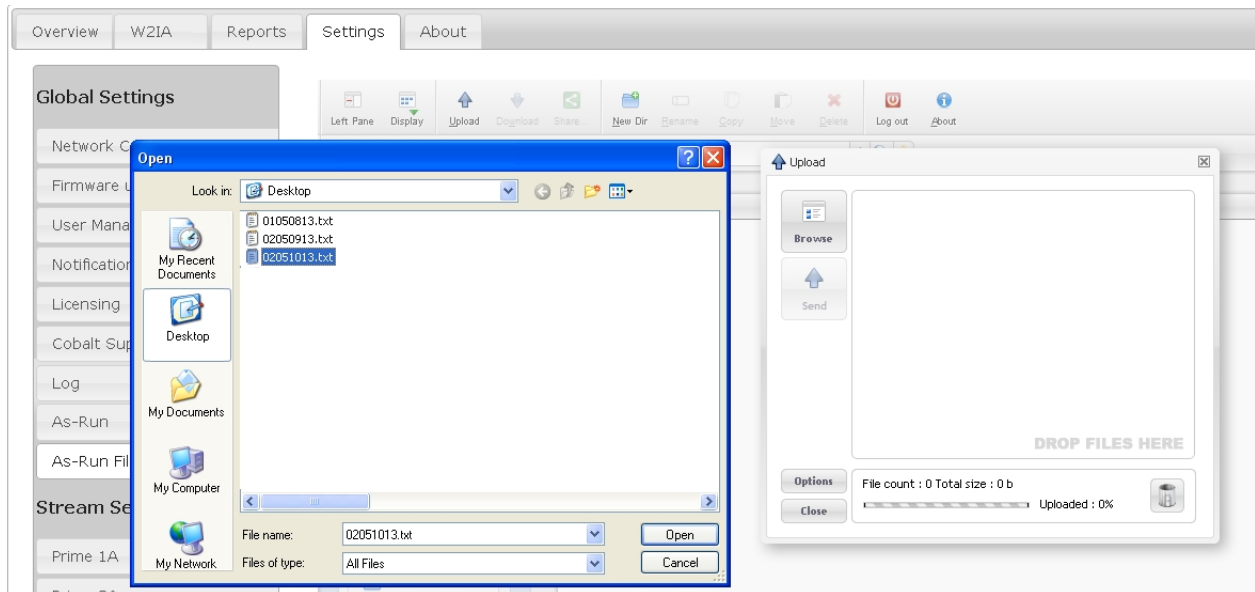 Overview W2IA Reports Settings About
Global Settings
Network C
Firmware u
User Mana
Notification
Licensing
Cobalt Sup
Log
As-Run
As-Run Fil
Stream Se
Prime 1A
Left Pane Display Upload Download Share... New Dir Rename Copy Move Delete Log out About
Open
Look in: Desktop
My Recent Documents
Desktop
My Documents
My Computer
My Network
01050813.txt
02050913.txt
02051013.txt
File name: 02051013.txt Open
Files of type: All Files Cancel
Upload
Browse
Send
DROP FILES HERE
Options
Close
File count : 0 Total size : 0 b
Uploaded : 0%